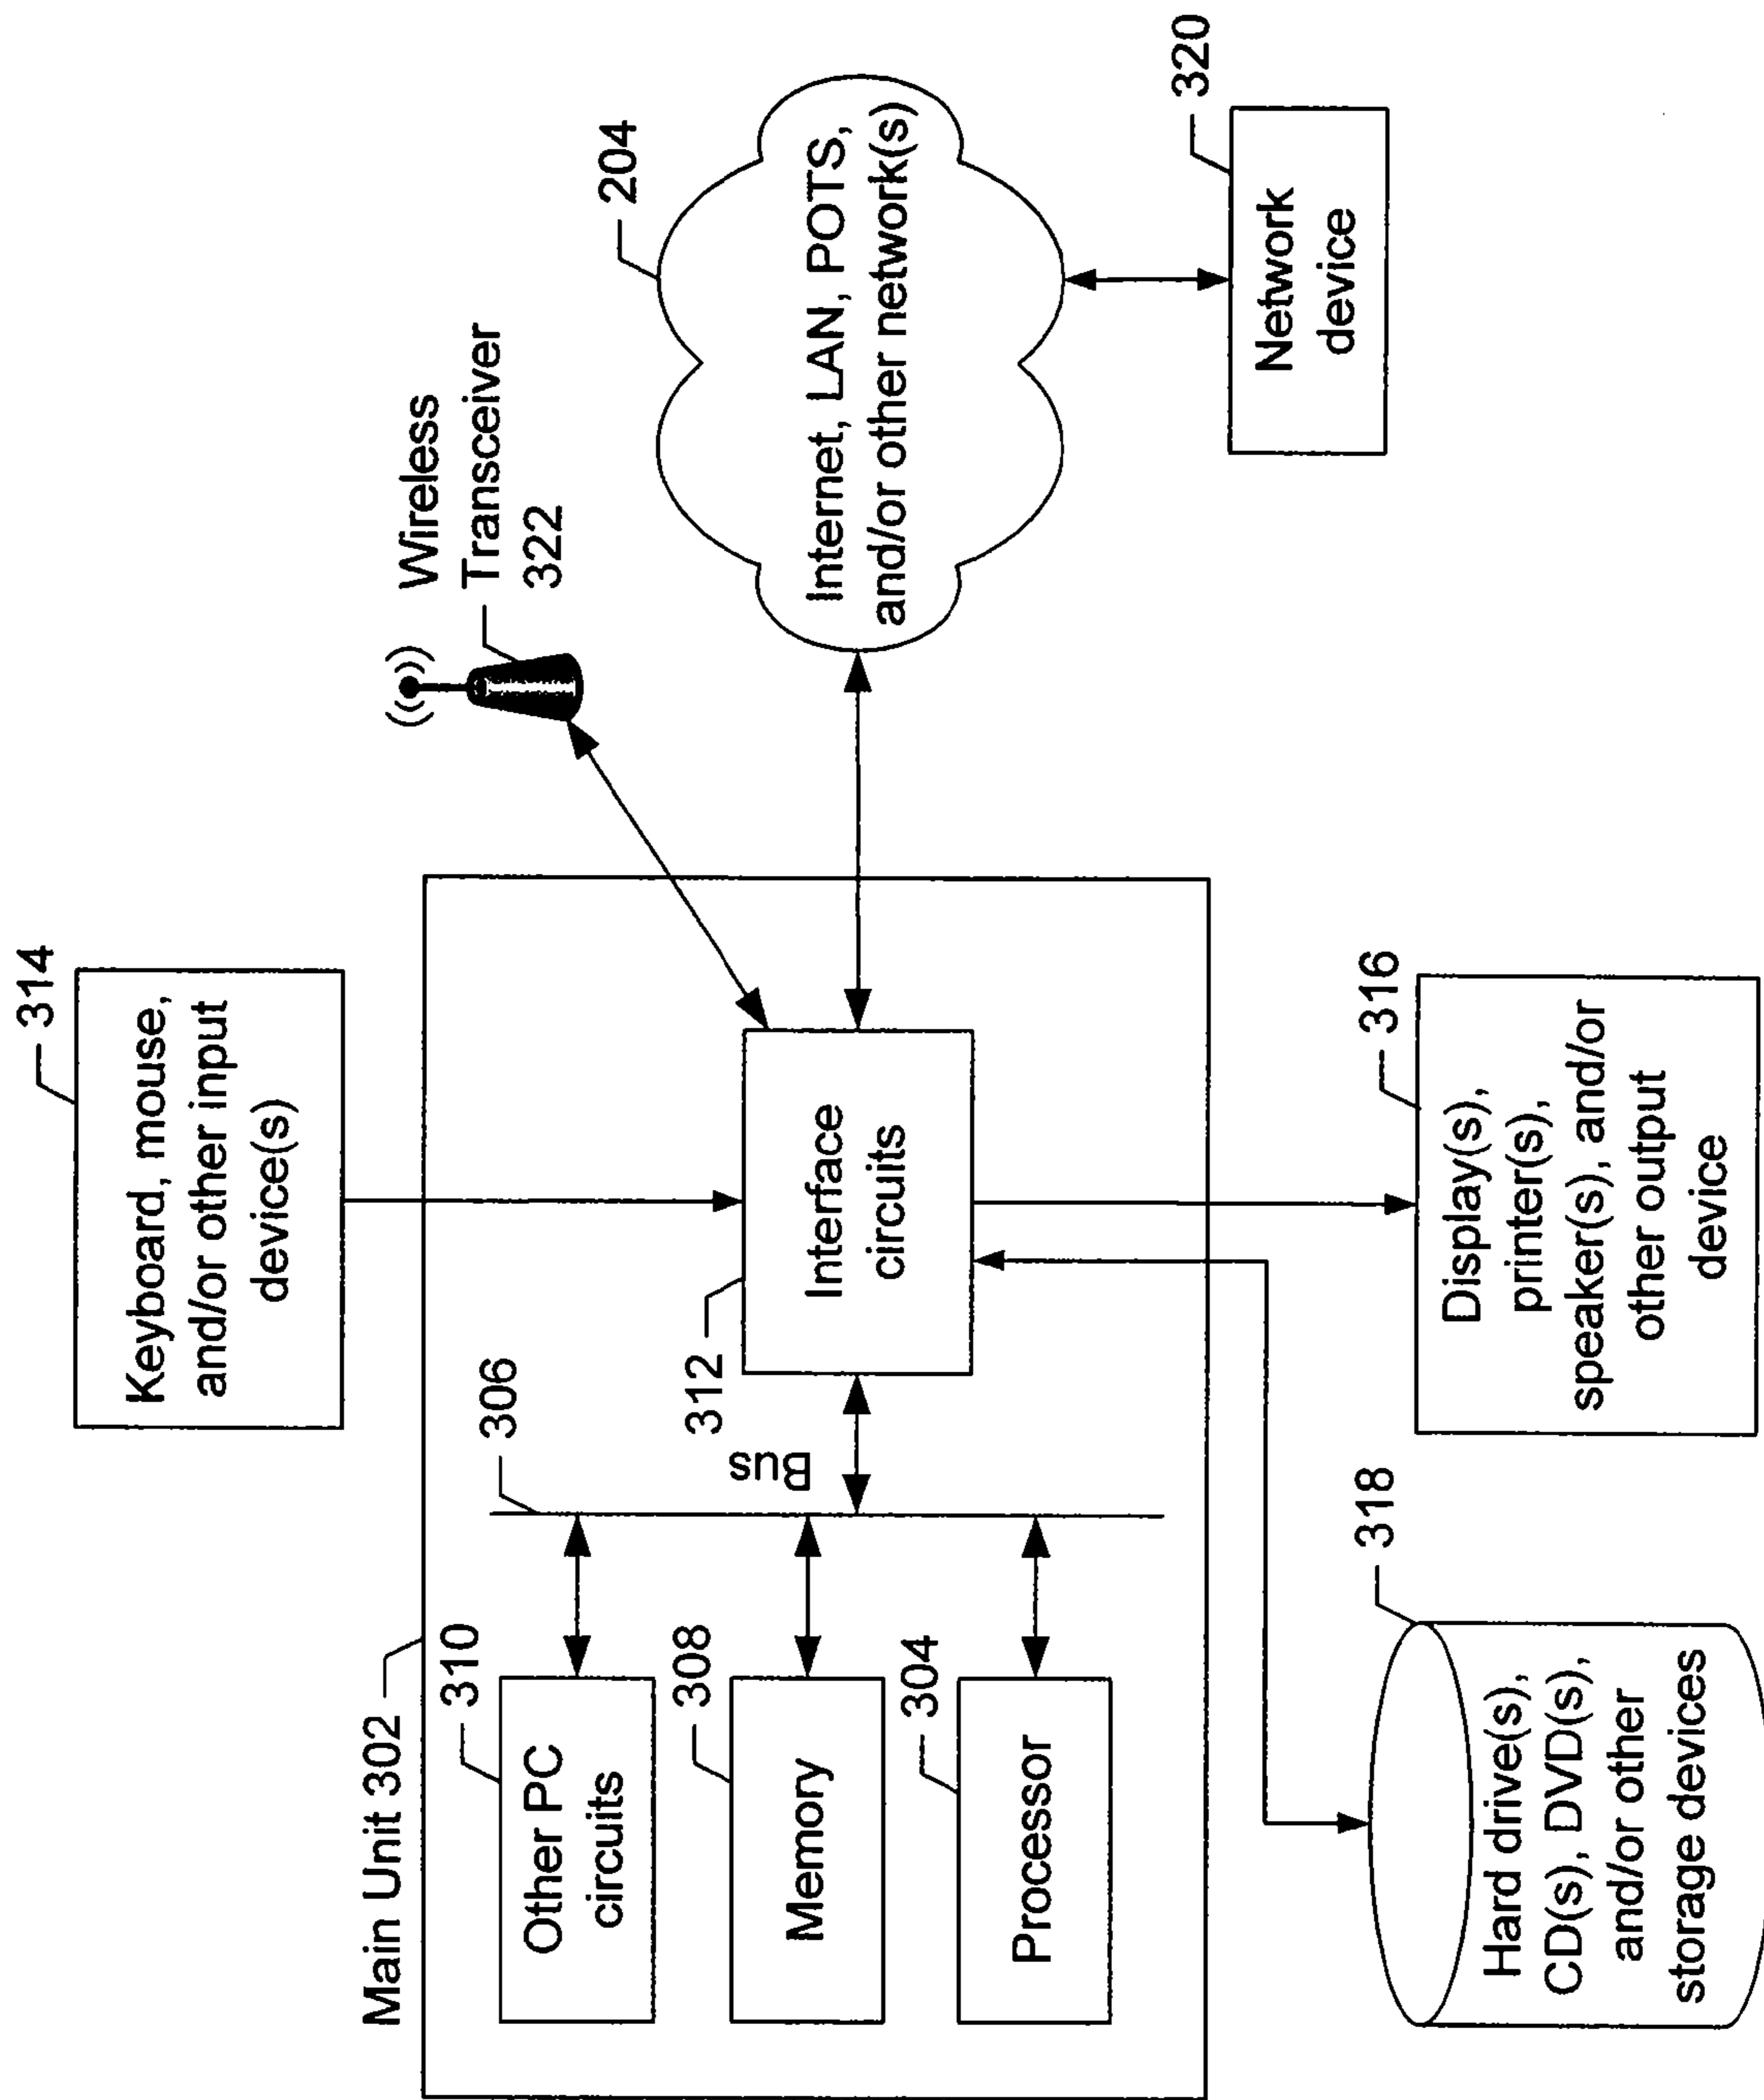 314
Keyboard, mouse,
and/or other input
device(s)
Main Unit 302
306
310
Other PC
circuits
308
Memory
304
Processor
Bus
312
Interface
circuits
Wireless
Transceiver
322
204
Internet, LAN, POTS,
and/or other network(s)
320
Network
device
318
Hard drive(s),
CD(s), DVD(s),
and/or other
storage devices
316
Display(s),
printer(s),
speaker(s), and/or
other output
device